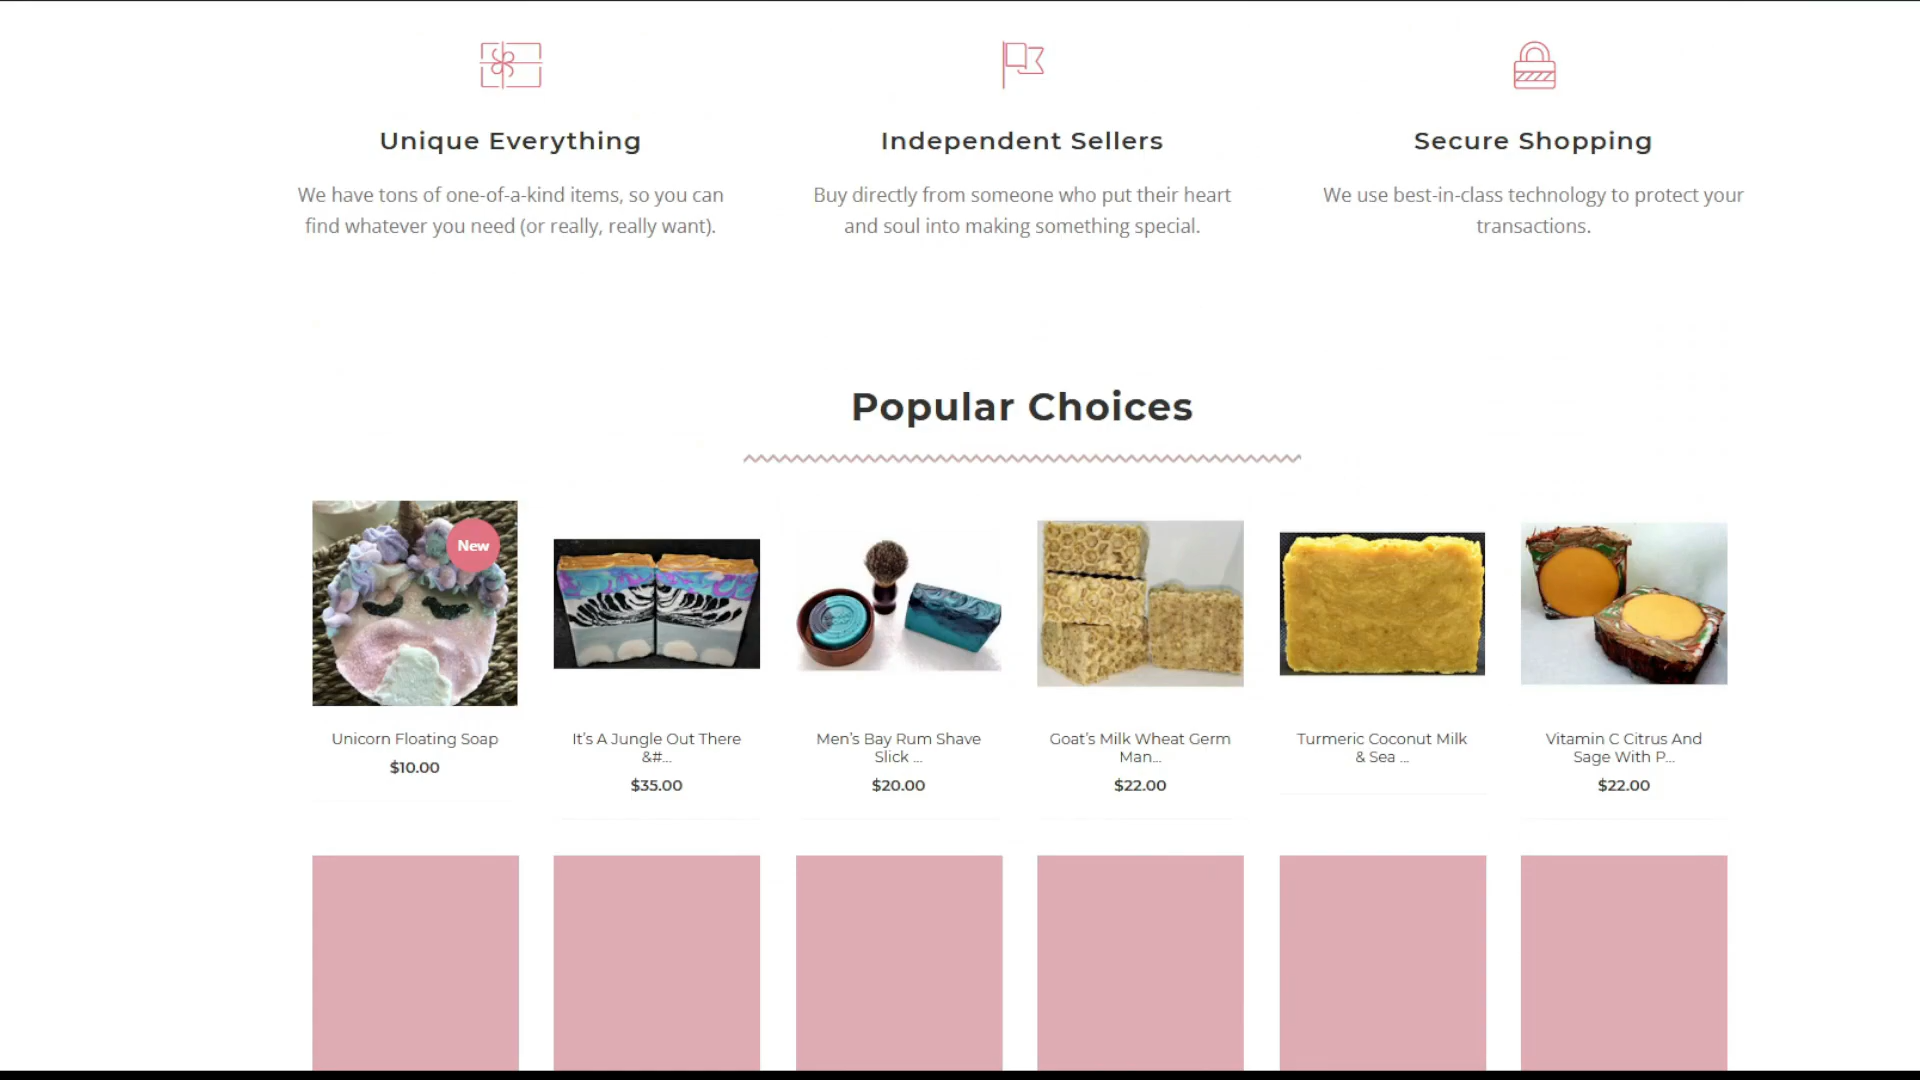 Unique Everything
We have tons of one-of-a-kind items, so you can
find whatever you need (or really, really want).
Independent Sellers
Buy directly from someone who put their heart
and soul into making something special.
Secure Shopping
We use best-in-class technology to protect your
transactions.
Popular Choices
New
Unicorn Floating Soap
$10.00
It's A Jungle Out There
&#...
$35.00
Men's Bay Rum Shave
Slick ...
$20.00
Goat's Milk Wheat Germ
Man...
$22.00
Turmeric Coconut Milk
& Sea ...
Vitamin C Citrus And
Sage With P...
$22.00